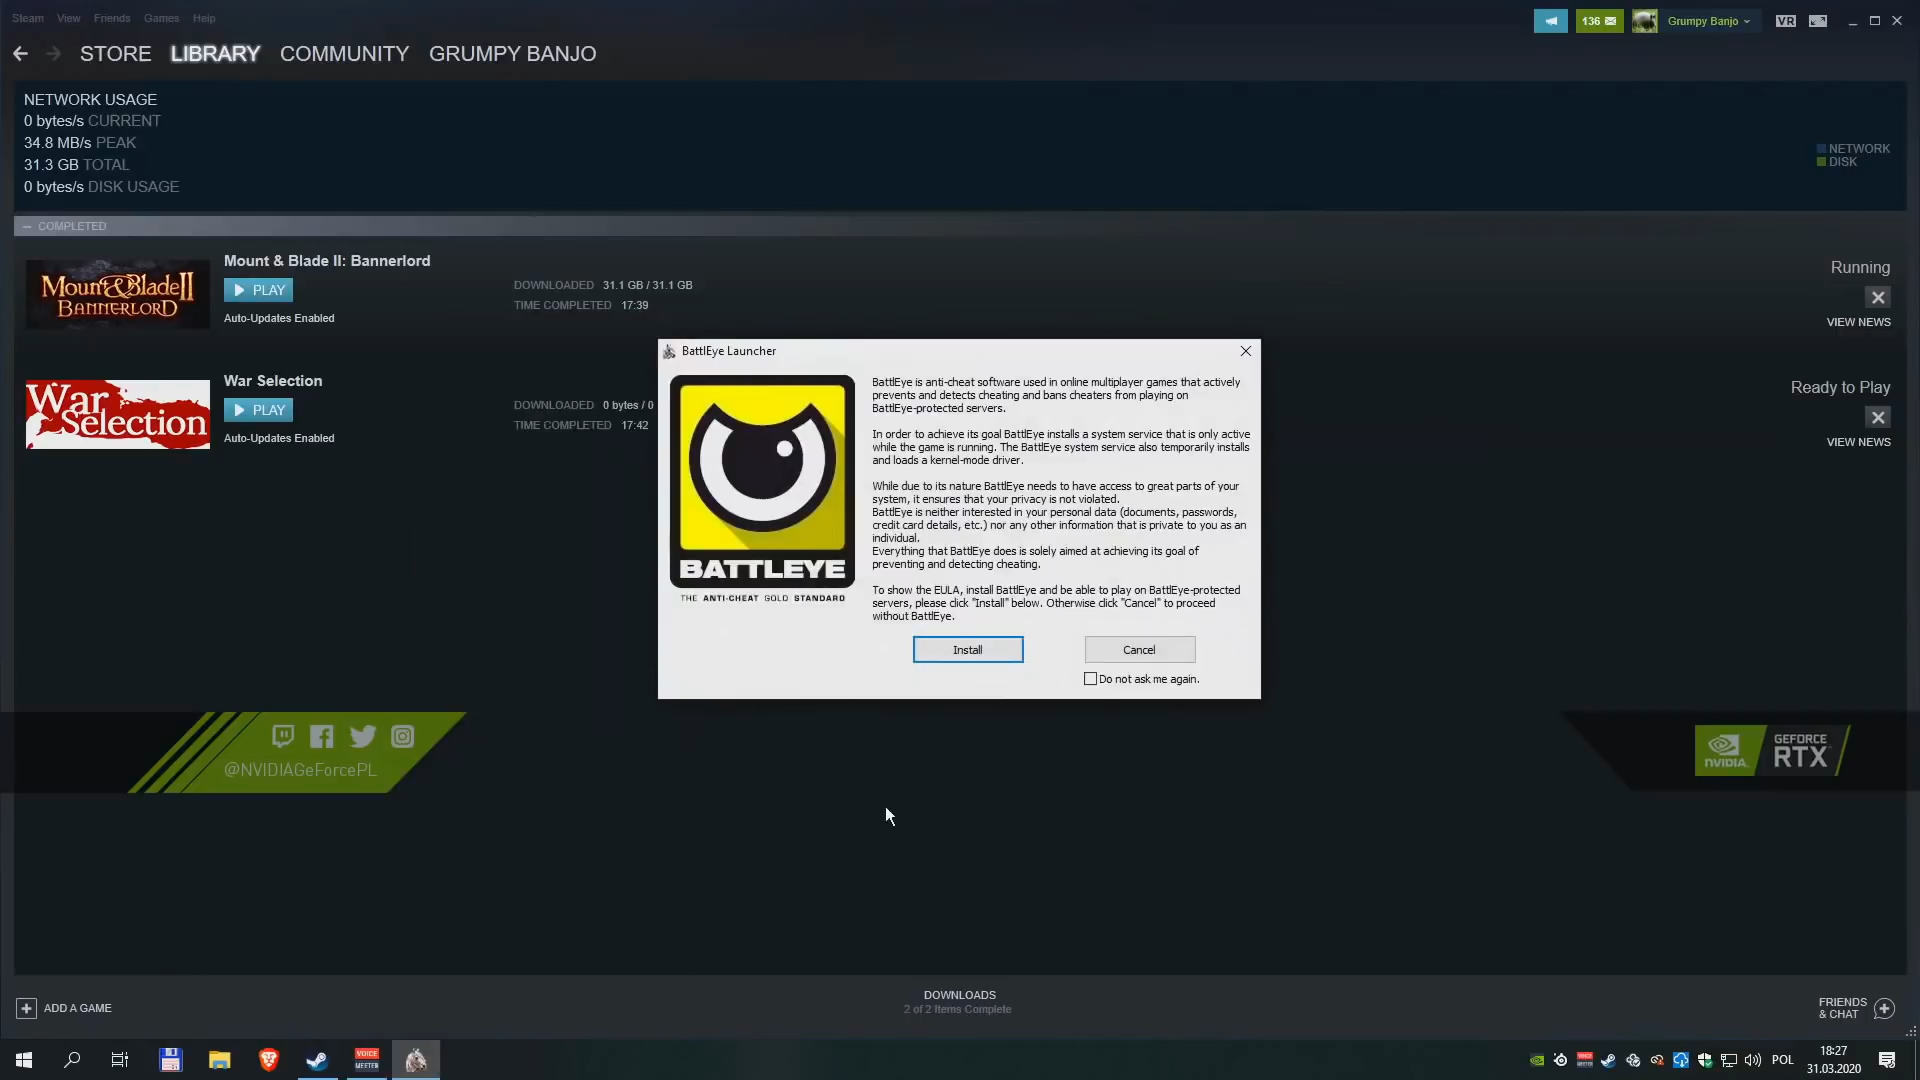 Steam View Friends Games Help
136
Grumpy Banjo
VR
STORE LIBRARY COMMUNITY GRUMPY BANJO
NETWORK USAGE
0 bytes/s CURRENT
34.8 MB/s PEAK
31.3 GB TOTAL
0 bytes/s DISK USAGE
NETWORK
DISK
COMPLETED
Mount & Blade II
BANNERLORD
Mount & Blade II: Bannerlord
PLAY
Auto-Updates Enabled
DOWNLOADED 31.1 GB / 31.1 GB
TIME COMPLETED 17:39
Running
VIEW NEWS
War
Selection
War Selection
PLAY
Auto-Updates Enabled
DOWNLOADED 0 bytes / 0
TIME COMPLETED 17:42
Ready to Play
VIEW NEWS
BattlEye Launcher
BATTLEYE
THE ANTI-CHEAT GOLD STANDARD
BattlEye is anti-cheat software used in online multiplayer games that actively
prevents and detects cheating and bans cheaters from playing on
BattlEye-protected servers.
In order to achieve its goal BattlEye installs a system service that is only active
while the game is running. The BattlEye system service also temporarily installs
and loads a kernel-mode driver.
While due to its nature BattlEye needs to have access to great parts of your
system, it ensures that your privacy is not violated.
BattlEye is neither interested in your personal data (documents, passwords,
credit card details, etc.) nor any other information that is private to you as an
individual.
Everything that BattlEye does is solely aimed at achieving its goal of
preventing and detecting cheating.
To show the EULA, install BattlEye and be able to play on BattlEye-protected
servers, please click "Install" below. Otherwise click "Cancel" to proceed
without BattlEye.
Install
Cancel
Do not ask me again.
@NVIDIAGeForcePL
NVIDIA.
GEFORCE
RTX
ADD A GAME
DOWNLOADS
2 of 2 Items Complete
FRIENDS
& CHAT
VOICE
MEETER
POL
18:27
31.03.2020